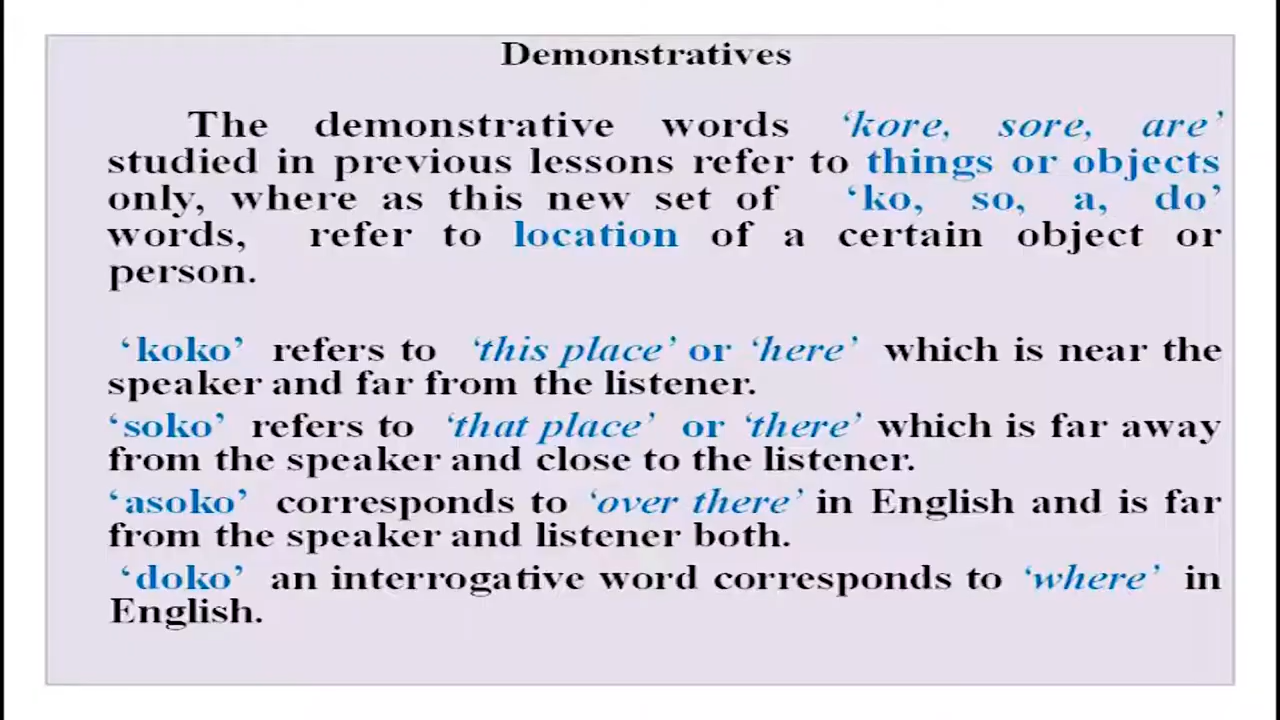 Demonstratives
The demonstrative words ‘kore, sore, are’
studied in previous lessons refer to things or objects
only, where as this new set of ‘ko, so, a, do’
words, refer to location of a certain object or
person.
‘koko’ refers to ‘this place’ or ‘here’ which is near the
speaker and far from the listener.
‘soko’ refers to ‘that place’ or ‘there’ which is far away
from the speaker and close to the listener.
‘asoko’ corresponds to ‘over there’ in English and is far
from the speaker and listener both.
‘doko’ an interrogative word corresponds to ‘where’ in
English.